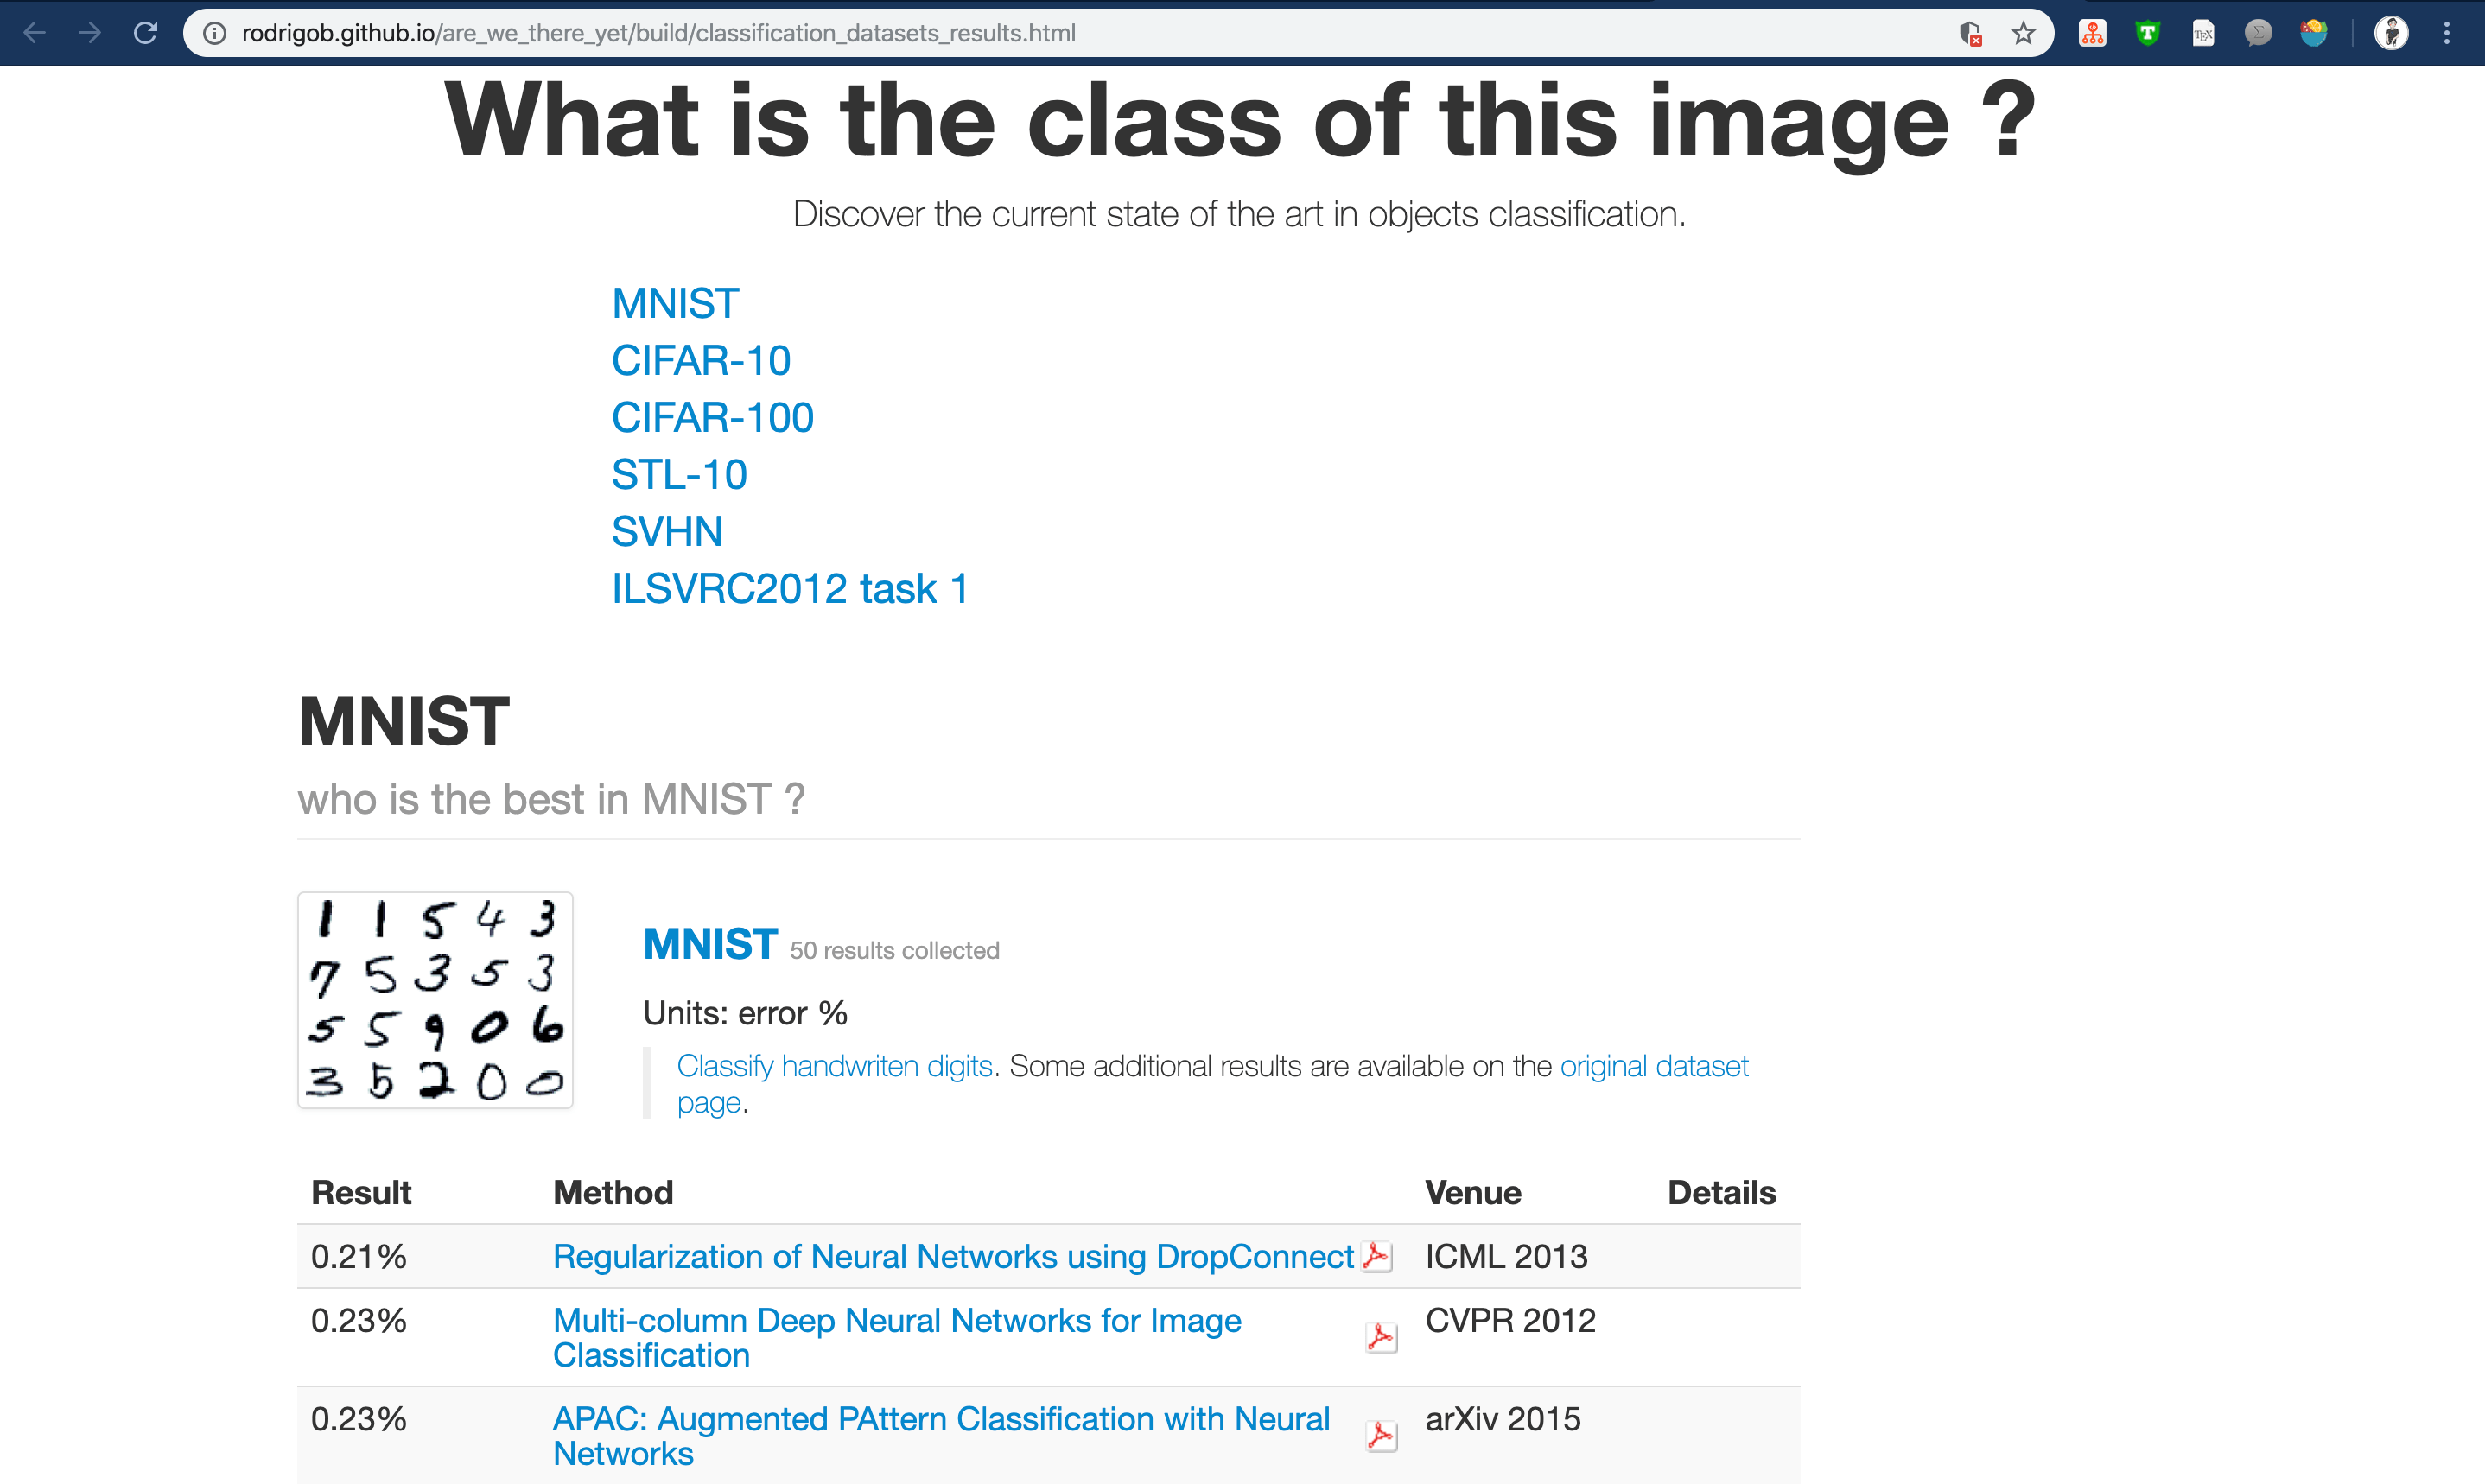 rodrigob.github.io/are_we_there_yet/build/classification_datasets_results.html
What is the class of this image ?
Discover the current state of the art in objects classification.
MNIST
CIFAR-10
CIFAR-100
STL-10
SVHN
ILSVRC2012 task 1
MNIST
who is the best in MNIST ?
1 1 5 4 3
7 5 3 5 3
5 5 9 0 6
3 5 2 0 0
MNIST 50 results collected
Units: error %
Classify handwriten digits. Some additional results are available on the original dataset
page.
Result Method Venue Details
0.21% Regularization of Neural Networks using DropConnect ICML 2013
0.23% Multi-column Deep Neural Networks for Image CVPR 2012
Classification
0.23% APAC: Augmented PAttern Classification with Neural arXiv 2015
Networks